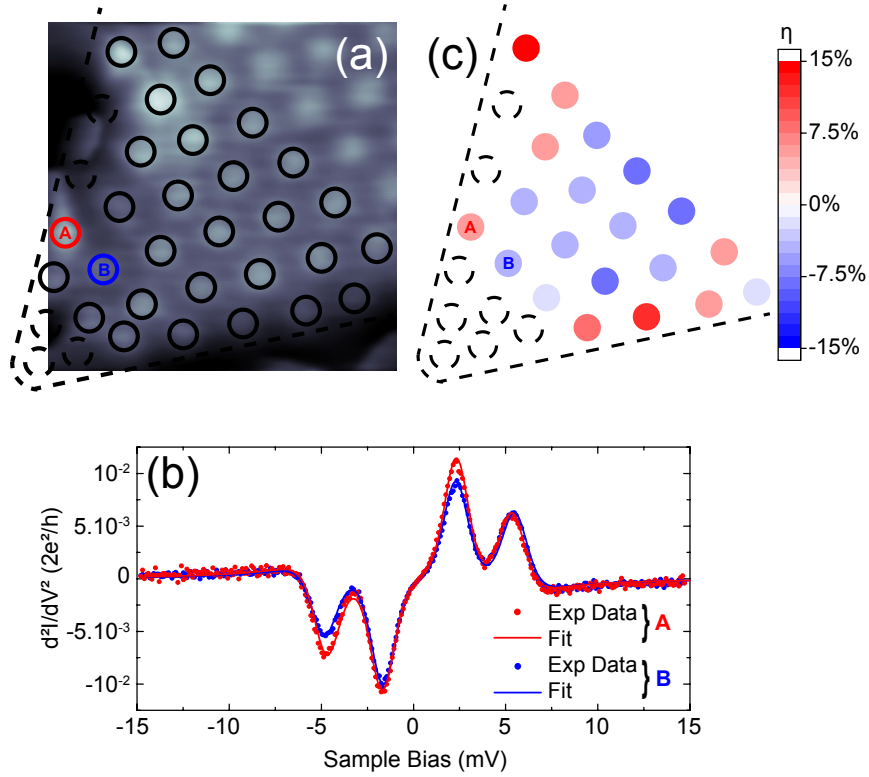 (a)
A
B
(c)
A
B
η
15%
7.5%
0%
-7.5%
-15%
(b)
d²I/dV² (2e²/h)
10⁻²
5.10⁻³
0
-5.10⁻³
-10⁻²
Exp Data
Fit
} A
Exp Data
Fit
} B
-15 -10 -5 0 5 10 15
Sample Bias (mV)